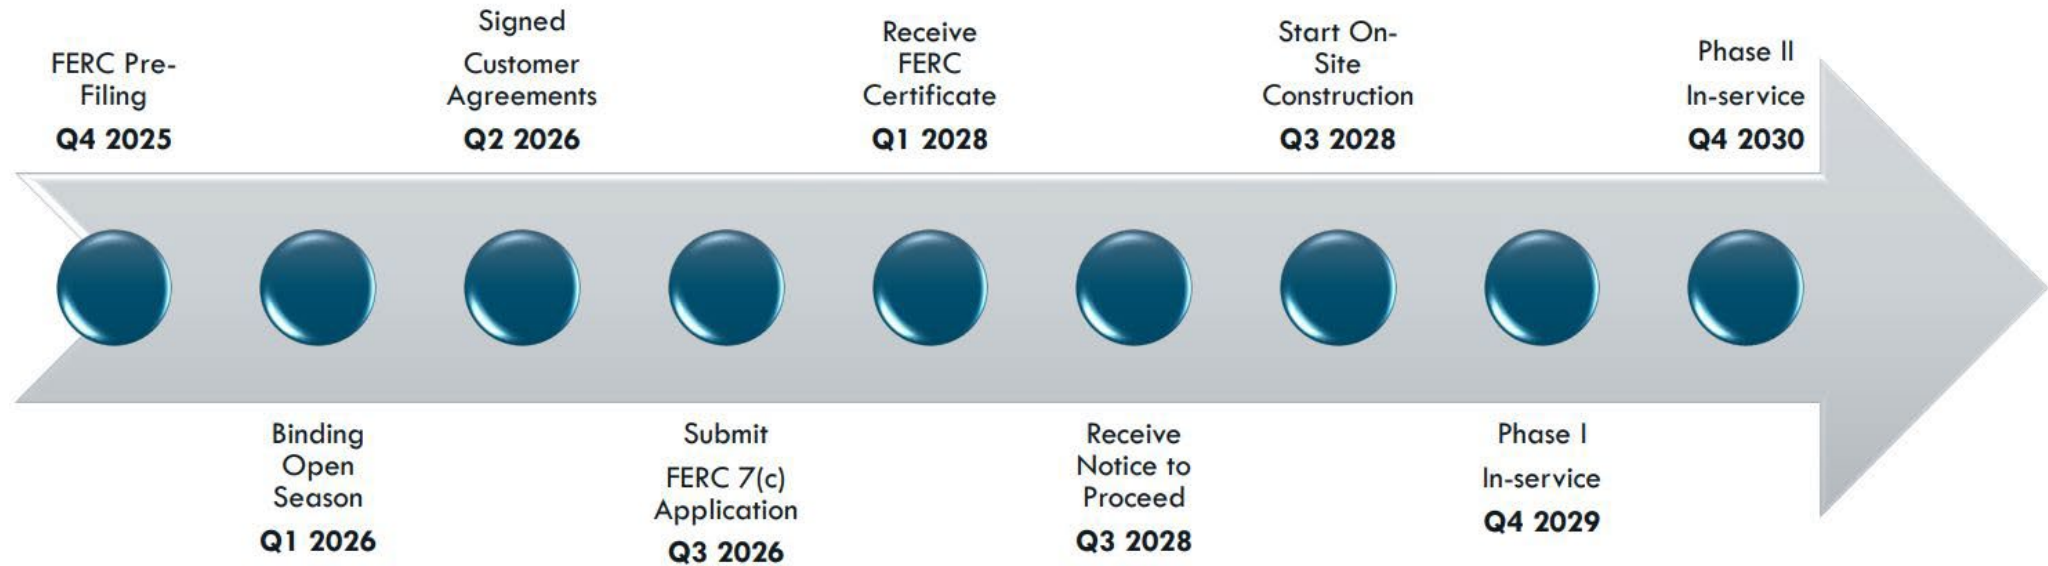 FERC Pre-
Filing
Q4 2025
Binding
Open
Season
Q1 2026
Signed
Customer
Agreements
Q2 2026
Submit
FERC 7(c)
Application
Q3 2026
Receive
FERC
Certificate
Q1 2028
Receive
Notice to
Proceed
Q3 2028
Start On-
Site
Construction
Q3 2028
Phase I
In-service
Q4 2029
Phase II
In-service
Q4 2030